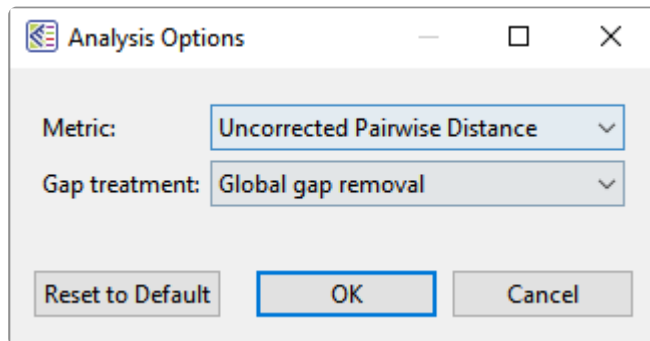 Analysis Options
Metric: Uncorrected Pairwise Distance
Gap treatment: Global gap removal
Reset to Default OK Cancel